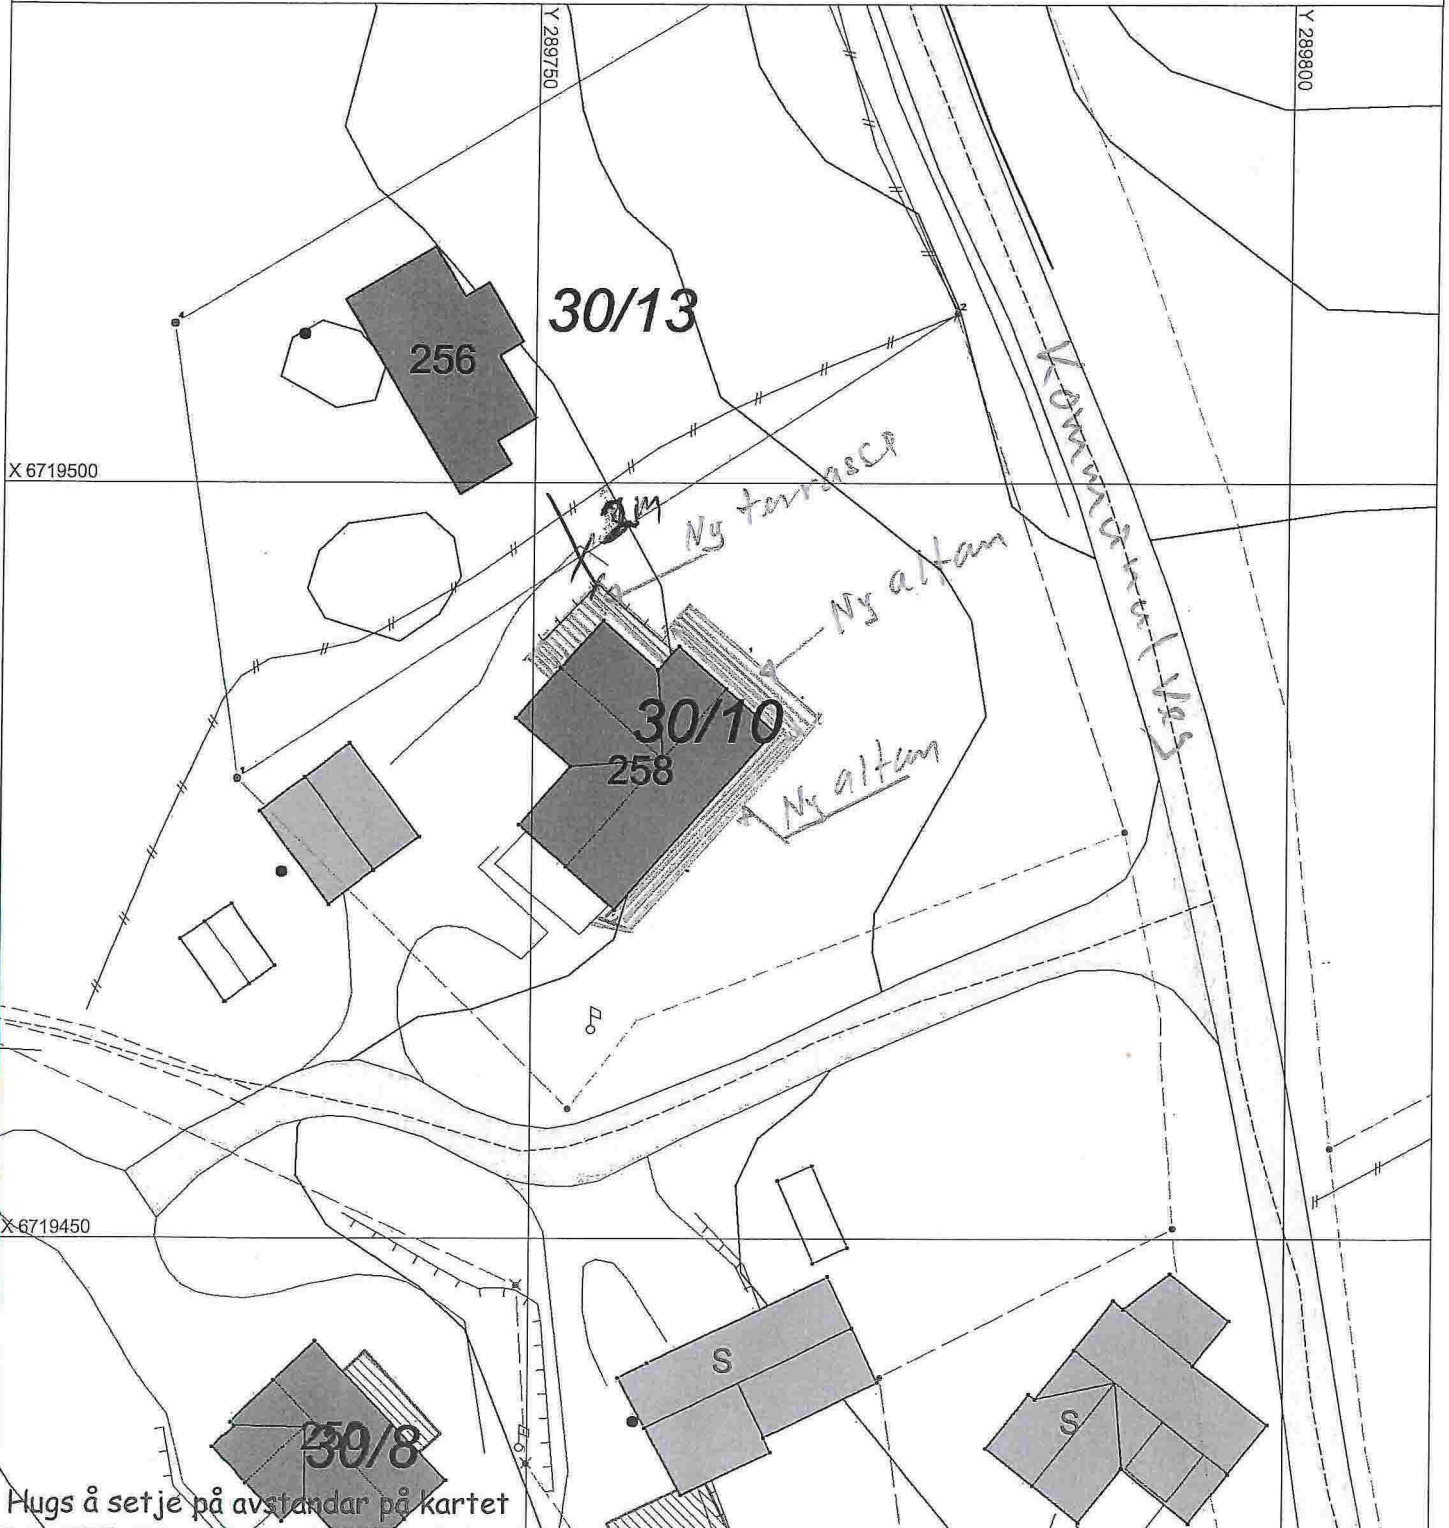 Y 289750
Y 289800
30/13
256
X 6719500
2 m
Ny terrasse
Ny altan
Kommunal Veg
30/10
258
Ny altan
X 6719450
S
S
30/8
Hugs å setje på avstandar på kartet